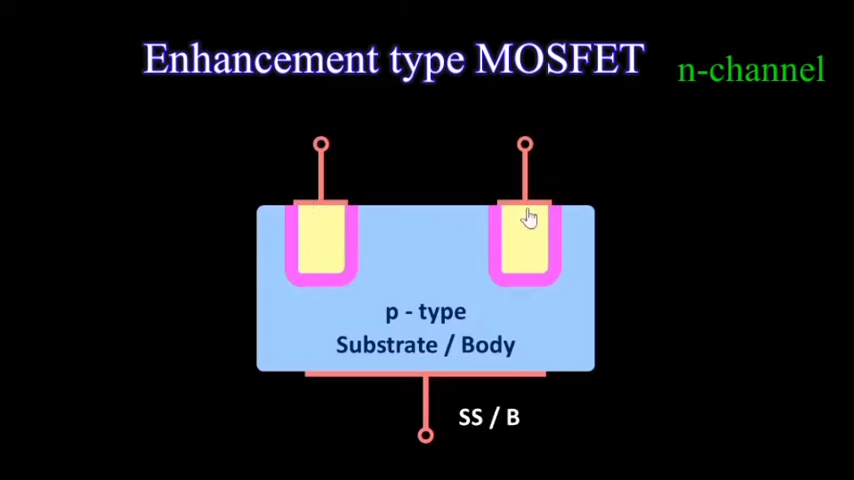 Enhancement type MOSFET
n-channel
p - type
Substrate / Body
SS / B